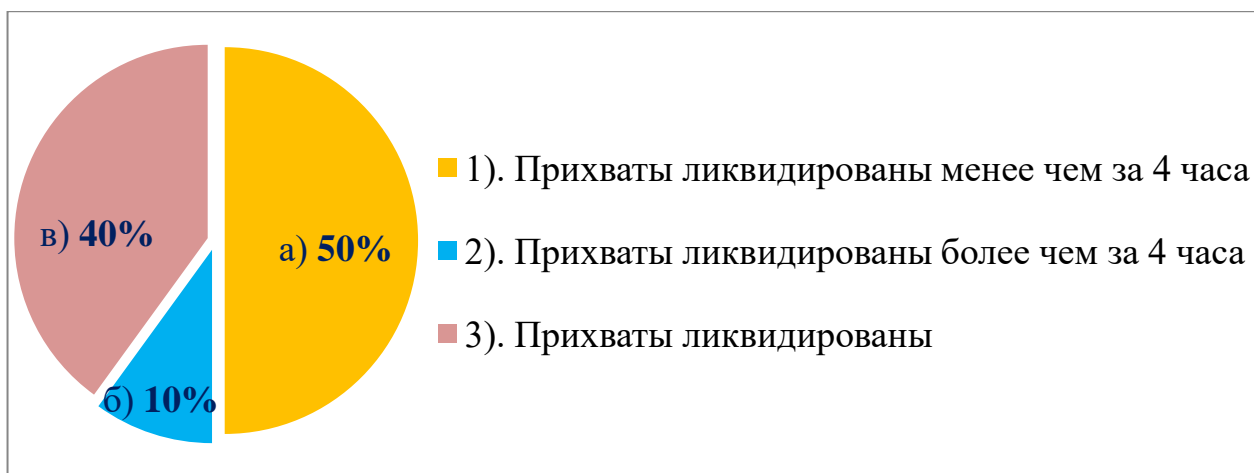 1). Прихваты ликвидированы менее чем за 4 часа
в) 40%
а) 50%
2). Прихваты ликвидированы более чем за 4 часа
3). Прихваты ликвидированы
б) 10%